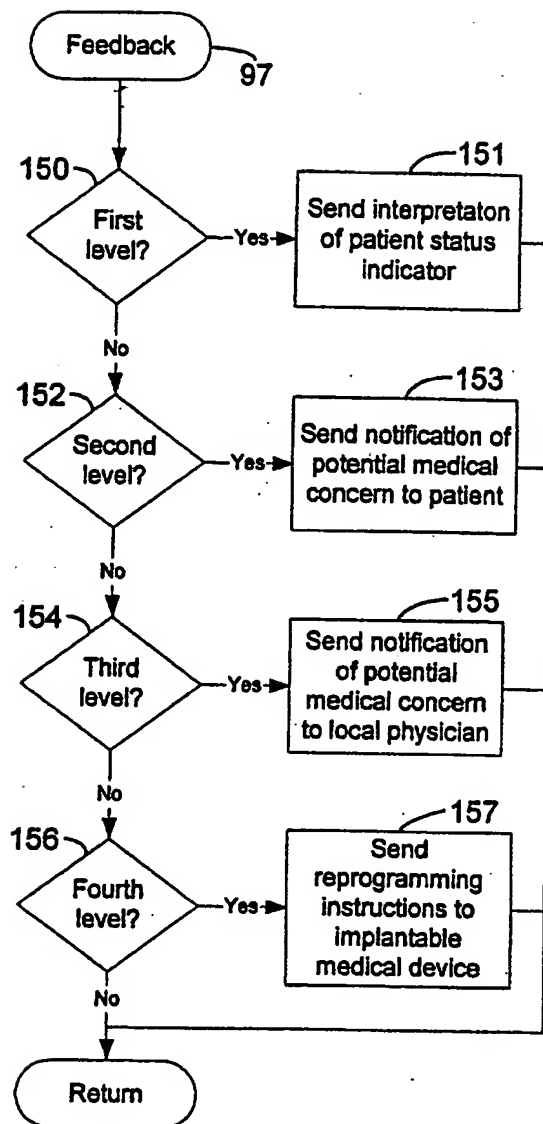 Feedback
97
150
First
level?
Yes
151
Send interpretaton
of patient status
indicator
No
152
Second
level?
Yes
153
Send notification of
potential medical
concern to patient
No
154
Third
level?
Yes
155
Send notification
of potential
medical concern
to local physician
No
156
Fourth
level?
Yes
157
Send
reprogramming
instructions to
implantable
medical device
No
Return